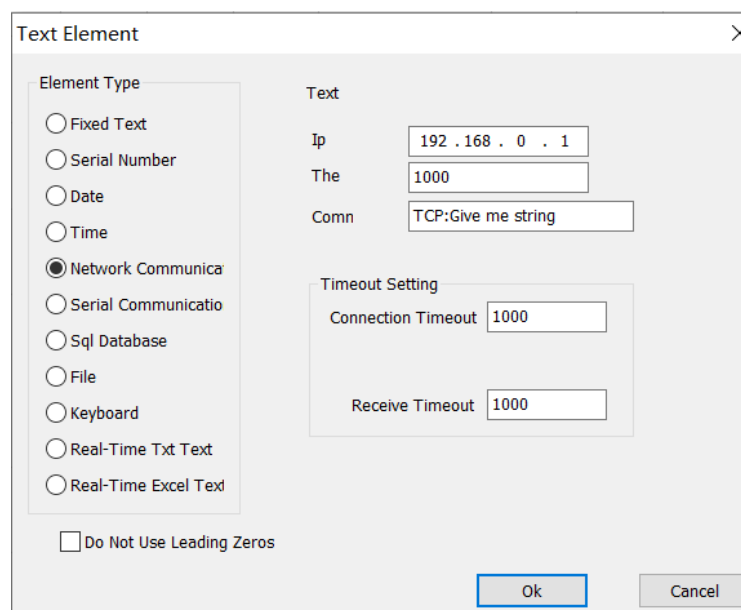 Text Element
Element Type
Fixed Text
Serial Number
Date
Time
Network Communica
Serial Communicatio
Sql Database
File
Keyboard
Real-Time Txt Text
Real-Time Excel Text
Do Not Use Leading Zeros
Text
Ip 192 . 168 . 0 . 1
The 1000
Comn TCP:Give me string
Timeout Setting
Connection Timeout 1000
Receive Timeout 1000
Ok Cancel